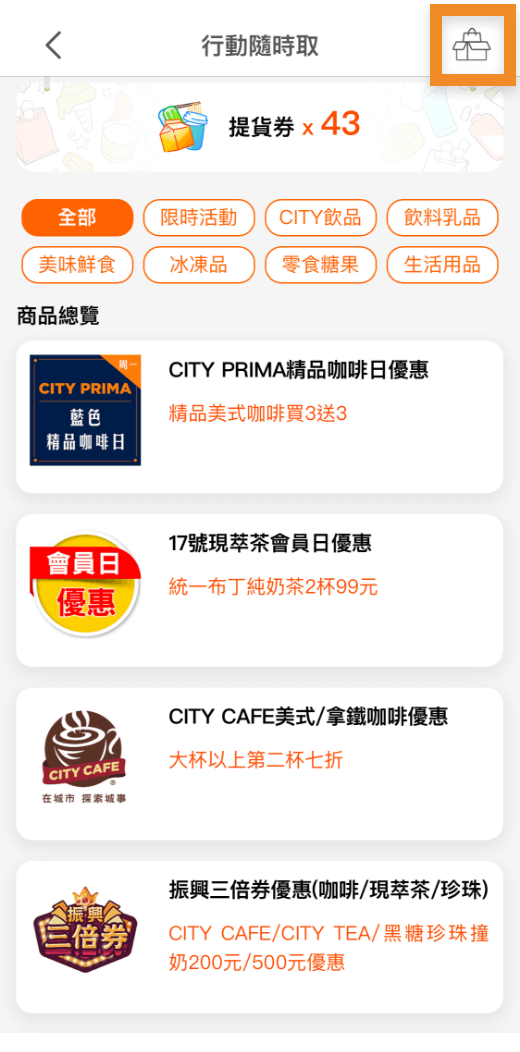 行動隨時取
提貨券 x 43
全部
限時活動
CITY飲品
飲料乳品
美味鮮食
冰凍品
零食糖果
生活用品
商品總覽
周一
CITY PRIMA
藍色
精品咖啡日
CITY PRIMA精品咖啡日優惠
精品美式咖啡買3送3
會員日
優惠
17號現萃茶會員日優惠
統一布丁純奶茶2杯99元
CITY CAFE
®
在城市 探索城事
CITY CAFE美式/拿鐵咖啡優惠
大杯以上第二杯七折
振興
三倍券
振興三倍券優惠(咖啡/現萃茶/珍珠)
CITY CAFE/CITY TEA/黑糖珍珠撞
奶200元/500元優惠